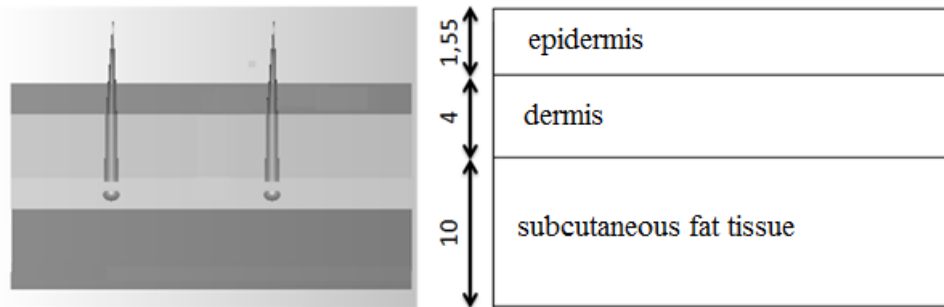 1,55
epidermis
4
dermis
10
subcutaneous fat tissue